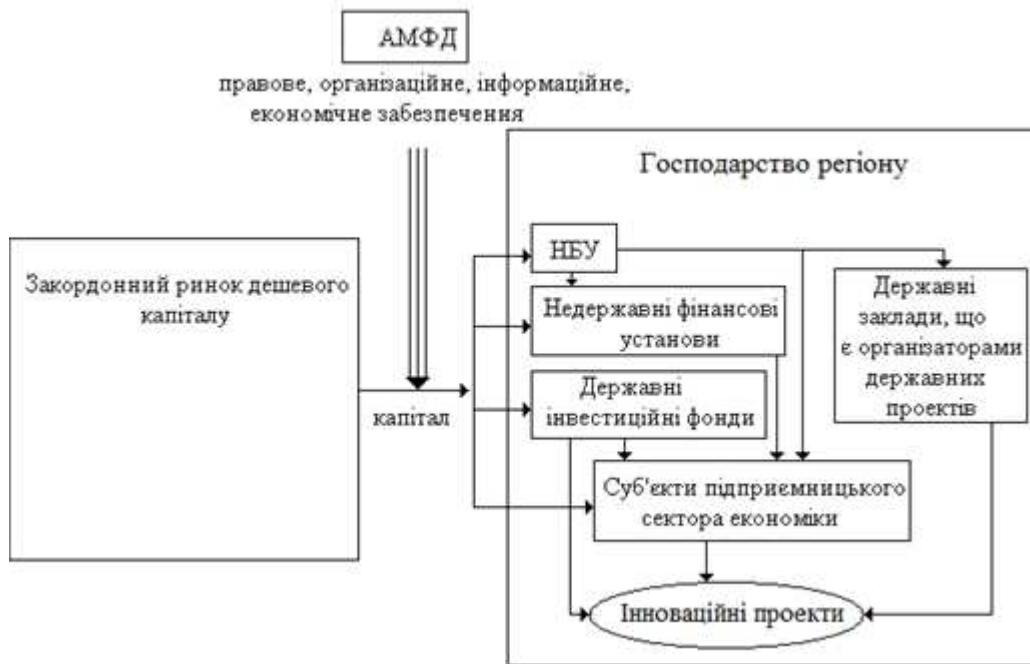 АМФД
правове, організаційне, інформаційне,
економічне забезпечення
Господарство регіону
Закордонний ринок дешевого
капіталу
капітал
НБУ
Недержавні фінансові
установи
Державні
інвестиційні фонди
Державні
заклади, що
є організаторами
державних
проектів
Суб'єкти підприємницького
сектора економіки
Інноваційні проекти